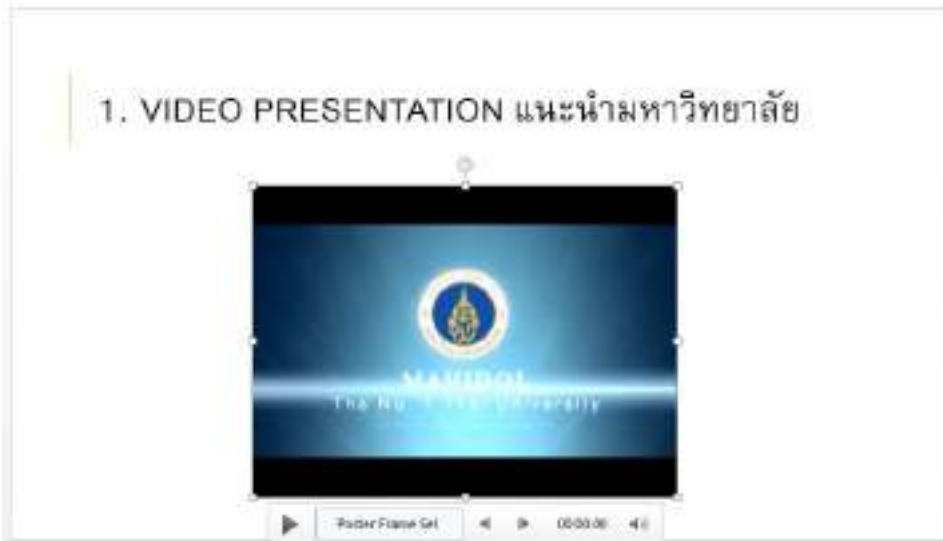 1. VIDEO PRESENTATION แนะนำมหาวิทยาลัย
MAHIDOL
University
Poster Frame Set
00:00.00